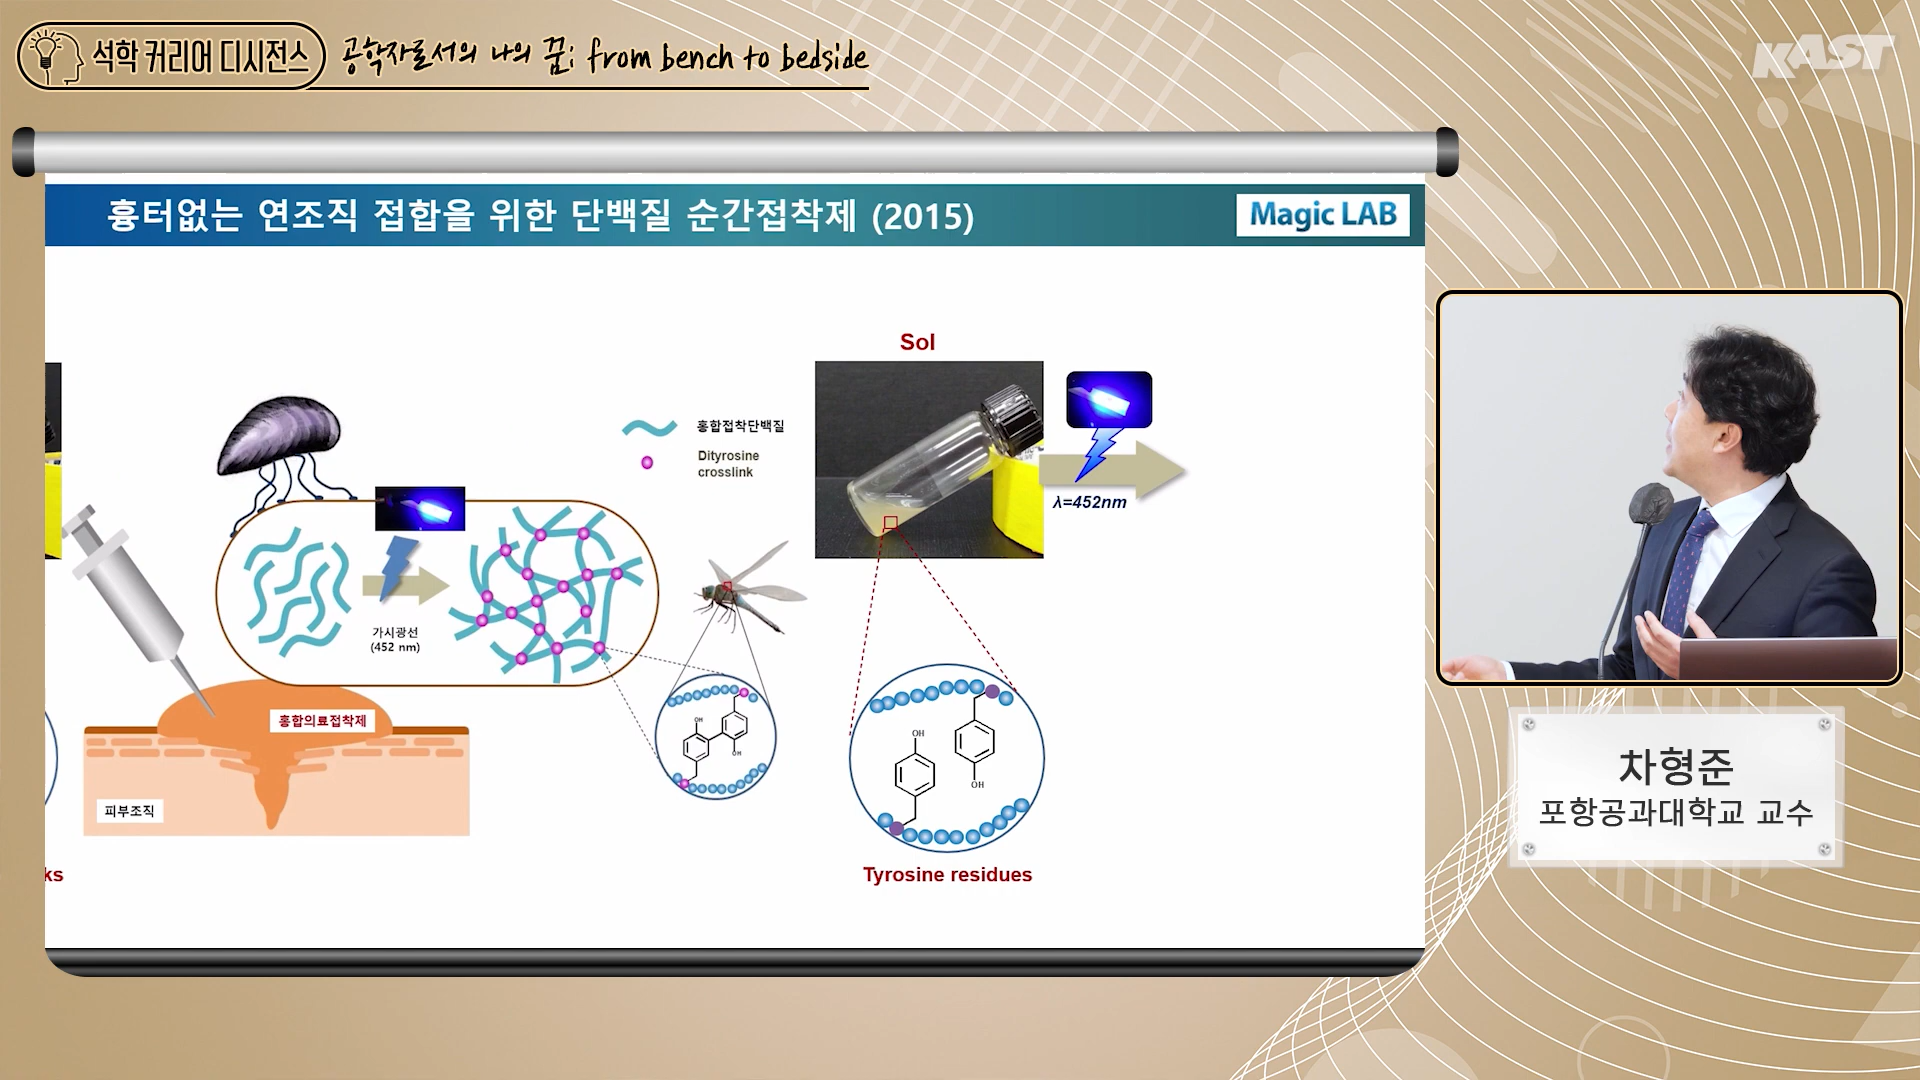 석학 커리어 디시전스
공학자로서의 나의 꿈; from bench to bedside
KAST
흉터없는 연조직 접합을 위한 단백질 순간접착제 (2015)
Magic LAB
Sol
홍합접착단백질
Dityrosine
crosslink
λ=452nm
가시광선
(452 nm)
OH
OH
홍합의료접착제
피부조직
OH
OH
ks
Tyrosine residues
차형준
포항공과대학교 교수